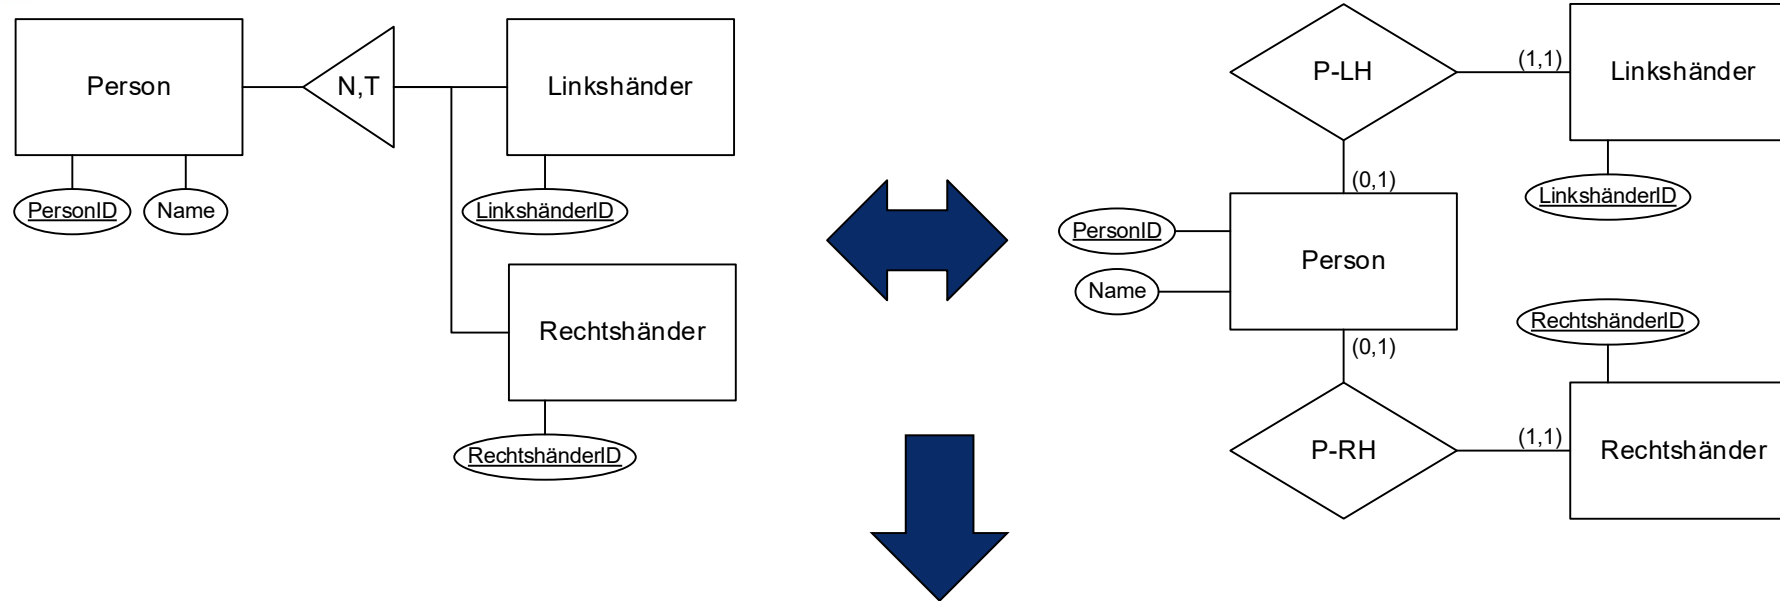 Person
N,T
Linkshänder
PersonID
Name
LinkshänderID
Rechtshänder
RechtshänderID
P-LH
(1,1)
Linkshänder
(0,1)
LinkshänderID
PersonID
Name
Person
RechtshänderID
(0,1)
P-RH
(1,1)
Rechtshänder